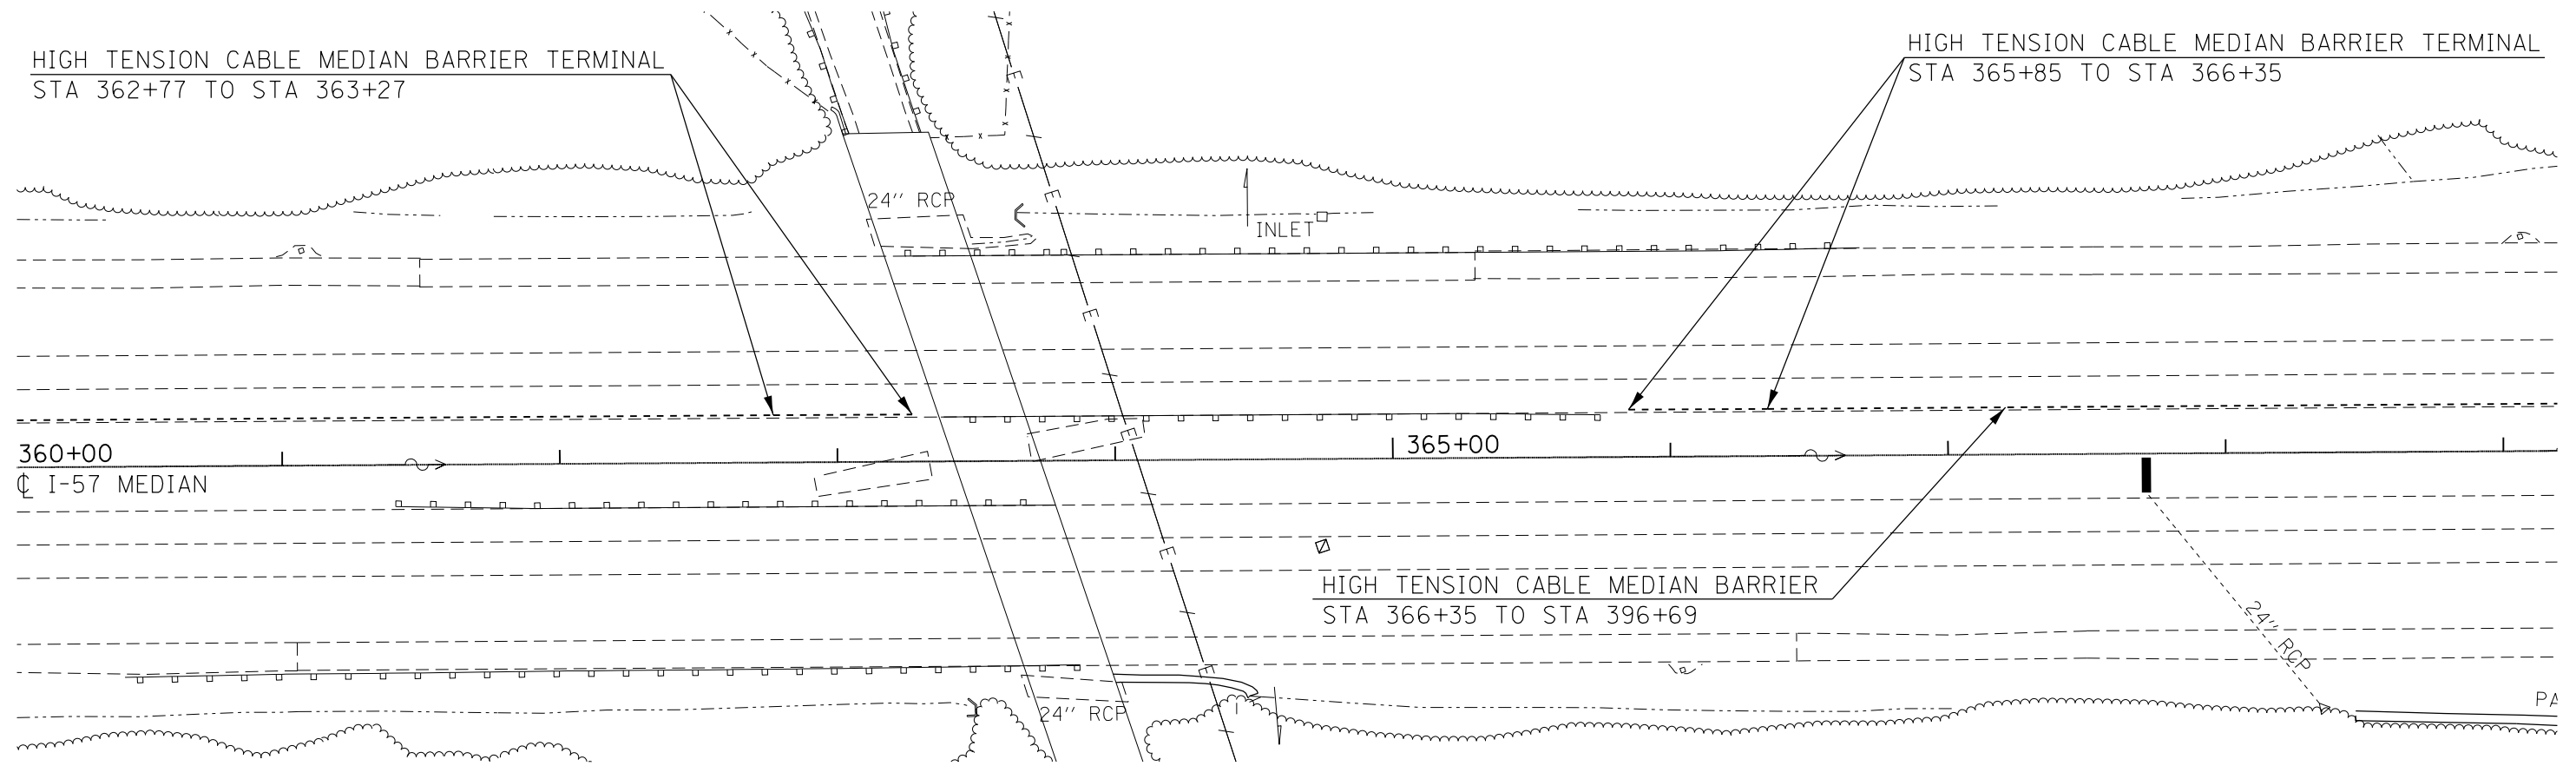 HIGH TENSION CABLE MEDIAN BARRIER TERMINAL
STA 362+77 TO STA 363+27
HIGH TENSION CABLE MEDIAN BARRIER TERMINAL
STA 365+85 TO STA 366+35
24'' RCP
INLET
E
E
E
E
E
E
360+00
365+00
℄ I-57 MEDIAN
HIGH TENSION CABLE MEDIAN BARRIER
STA 366+35 TO STA 396+69
24'' RCP
24'' RCP
PA